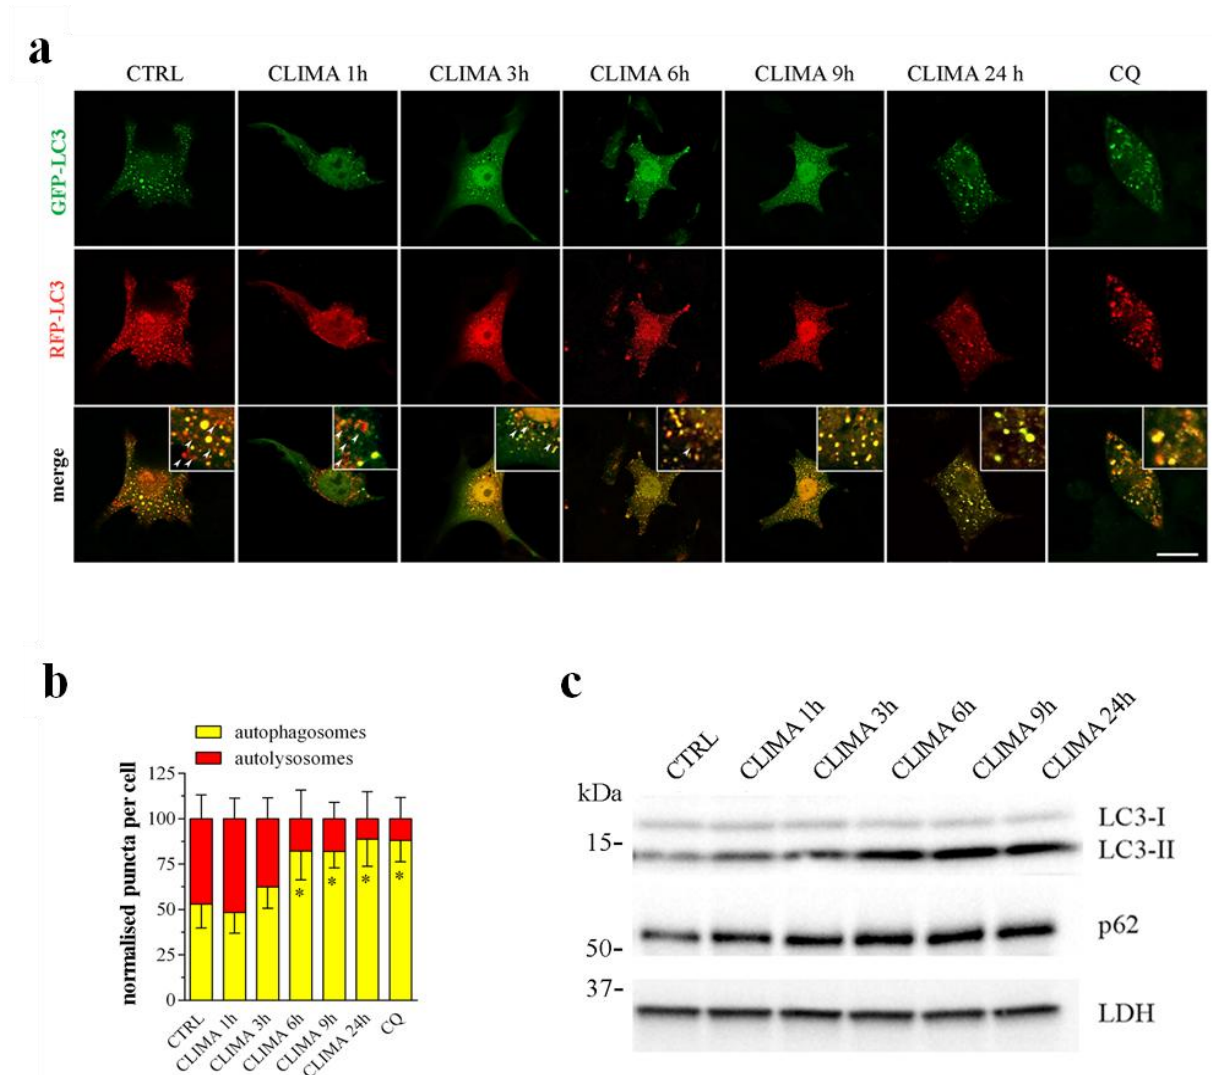 a
CTRL CLIMA 1h CLIMA 3h CLIMA 6h CLIMA 9h CLIMA 24 h CQ
GFP-LC3
RFP-LC3
merge
b
autophagosomes
autolysosomes
normalised puncta per cell
125
100
75
50
25
0
* * * *
CTRL CLIMA 1h CLIMA 3h CLIMA 6h CLIMA 9h CLIMA 24h CQ
c
CTRL CLIMA 1h CLIMA 3h CLIMA 6h CLIMA 9h CLIMA 24h
kDa
LC3-I
15-
LC3-II
p62
50-
37-
LDH